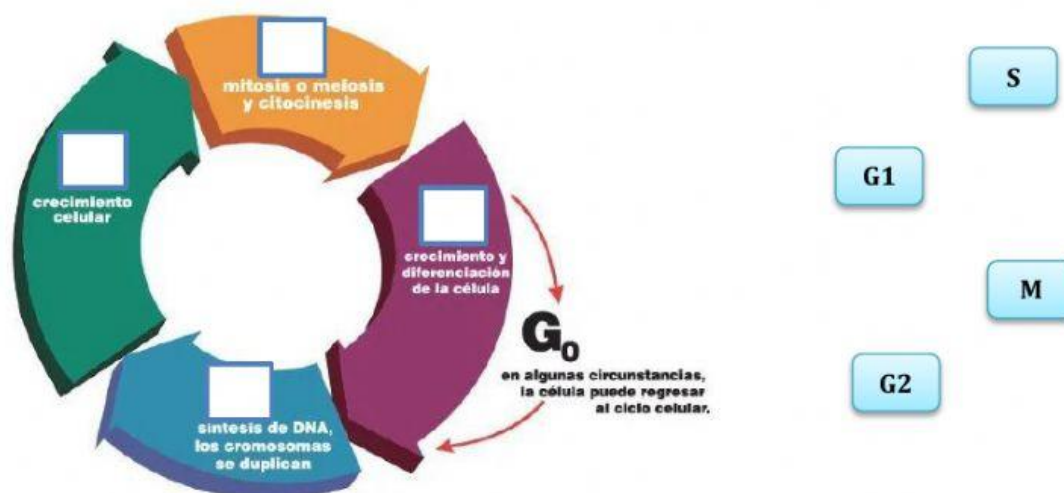 mitosis o meiosis
y citocinesis
crecimiento
celular
crecimiento y
diferenciación
de la célula
G₀
en algunas circunstancias,
la célula puede regresar
al ciclo celular.
síntesis de DNA,
los cromosomas
se duplican
S
G1
M
G2